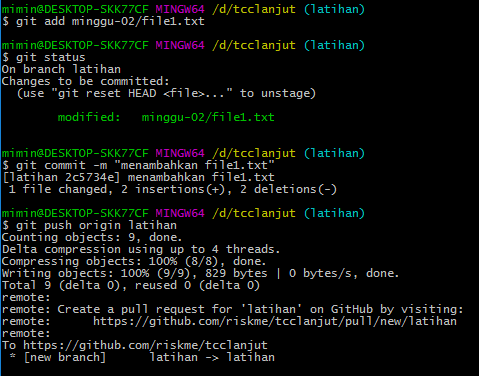 mimin@DESKTOP-SKK77CF MINGW64 /d/tcclanjut (latihan)
$ git add minggu-02/file1.txt
mimin@DESKTOP-SKK77CF MINGW64 /d/tcclanjut (latihan)
$ git status
On branch latihan
Changes to be committed:
  (use "git reset HEAD <file>..." to unstage)
        modified:   minggu-02/file1.txt
mimin@DESKTOP-SKK77CF MINGW64 /d/tcclanjut (latihan)
$ git commit -m "menambahkan file1.txt"
[latihan 2c5734e] menambahkan file1.txt
 1 file changed, 2 insertions(+), 2 deletions(-)
mimin@DESKTOP-SKK77CF MINGW64 /d/tcclanjut (latihan)
$ git push origin latihan
Counting objects: 9, done.
Delta compression using up to 4 threads.
Compressing objects: 100% (8/8), done.
Writing objects: 100% (9/9), 829 bytes | 0 bytes/s, done.
Total 9 (delta 0), reused 0 (delta 0)
remote:
remote: Create a pull request for 'latihan' on GitHub by visiting:
remote:      https://github.com/riskme/tcclanjut/pull/new/latihan
remote:
To https://github.com/riskme/tcclanjut
 * [new branch]      latihan -> latihan